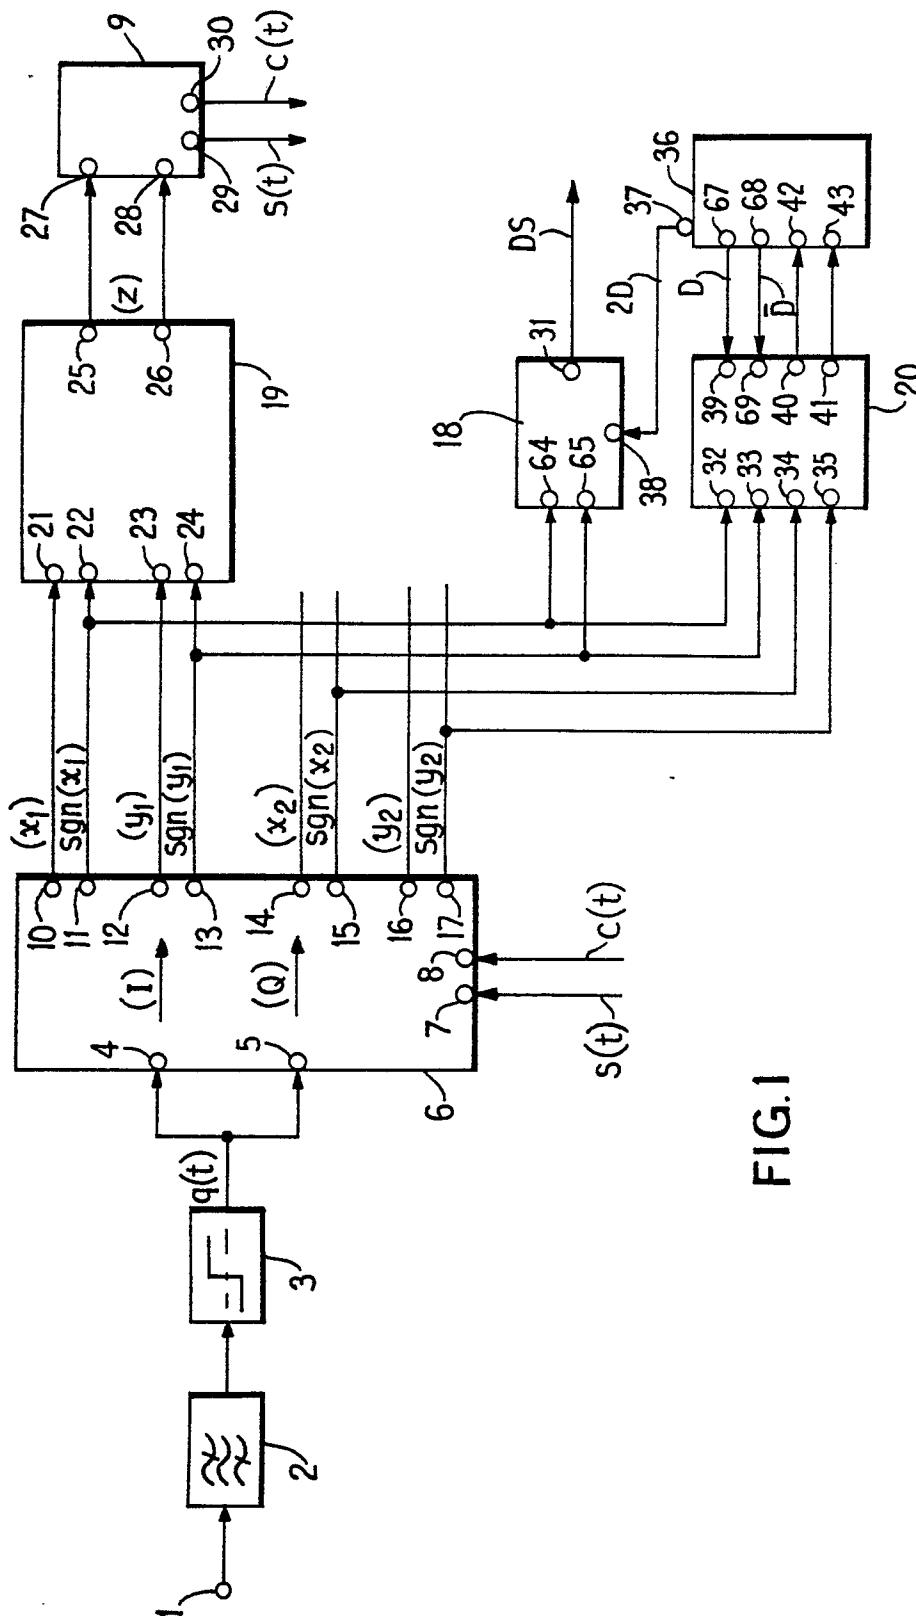 1
2
3
q(t)
4
5
6
7
8
S(t)
C(t)
(I)
(Q)
10
11
12
13
14
15
16
17
(x1)
sgn(x1)
(y1)
sgn(y1)
(x2)
sgn(x2)
(y2)
sgn(y2)
21
22
23
24
25
26
19
(z)
27
28
9
29
30
S(t)
C(t)
18
64
65
31
38
DS
2D
32
33
34
35
39
69
40
41
20
D
D̅
37
36
67
68
42
43
FIG.1